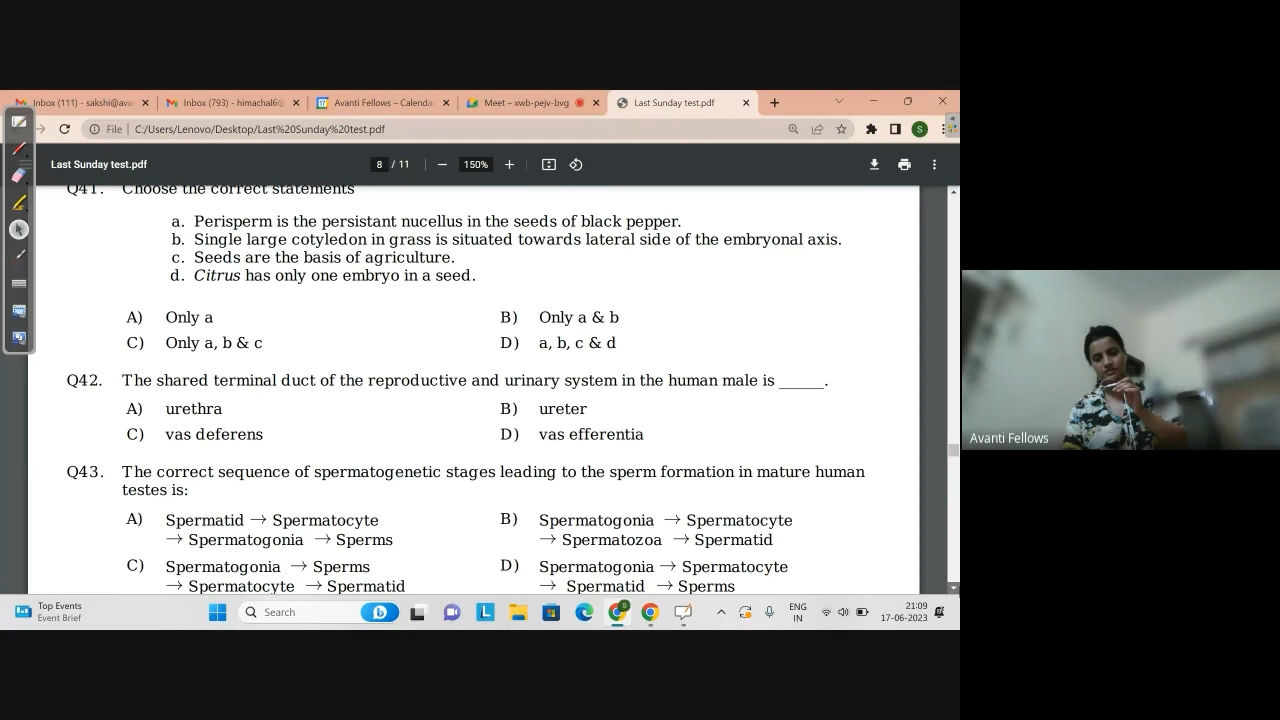 Inbox (111) - sakshi@ava
Inbox (793) - himachal6@
Avanti Fellows – Calenda
Meet – xwb-pejv-bvg
Last Sunday test.pdf
File
C:/Users/Lenovo/Desktop/Last%20Sunday%20test.pdf
S
Last Sunday test.pdf
8 / 11
150%
Q41. Choose the correct statements
a. Perisperm is the persistant nucellus in the seeds of black pepper.
b. Single large cotyledon in grass is situated towards lateral side of the embryonal axis.
c. Seeds are the basis of agriculture.
d. Citrus has only one embryo in a seed.
A) Only a
B) Only a & b
C) Only a, b & c
D) a, b, c & d
Q42. The shared terminal duct of the reproductive and urinary system in the human male is _____.
A) urethra
B) ureter
C) vas deferens
D) vas efferentia
Q43. The correct sequence of spermatogenetic stages leading to the sperm formation in mature human
testes is:
A) Spermatid → Spermatocyte
→ Spermatogonia → Sperms
B) Spermatogonia → Spermatocyte
→ Spermatozoa → Spermatid
C) Spermatogonia → Sperms
→ Spermatocyte → Spermatid
D) Spermatogonia → Spermatocyte
→ Spermatid → Sperms
Avanti Fellows
Top Events
Event Brief
Search
ENG
IN
21:09
17-06-2023